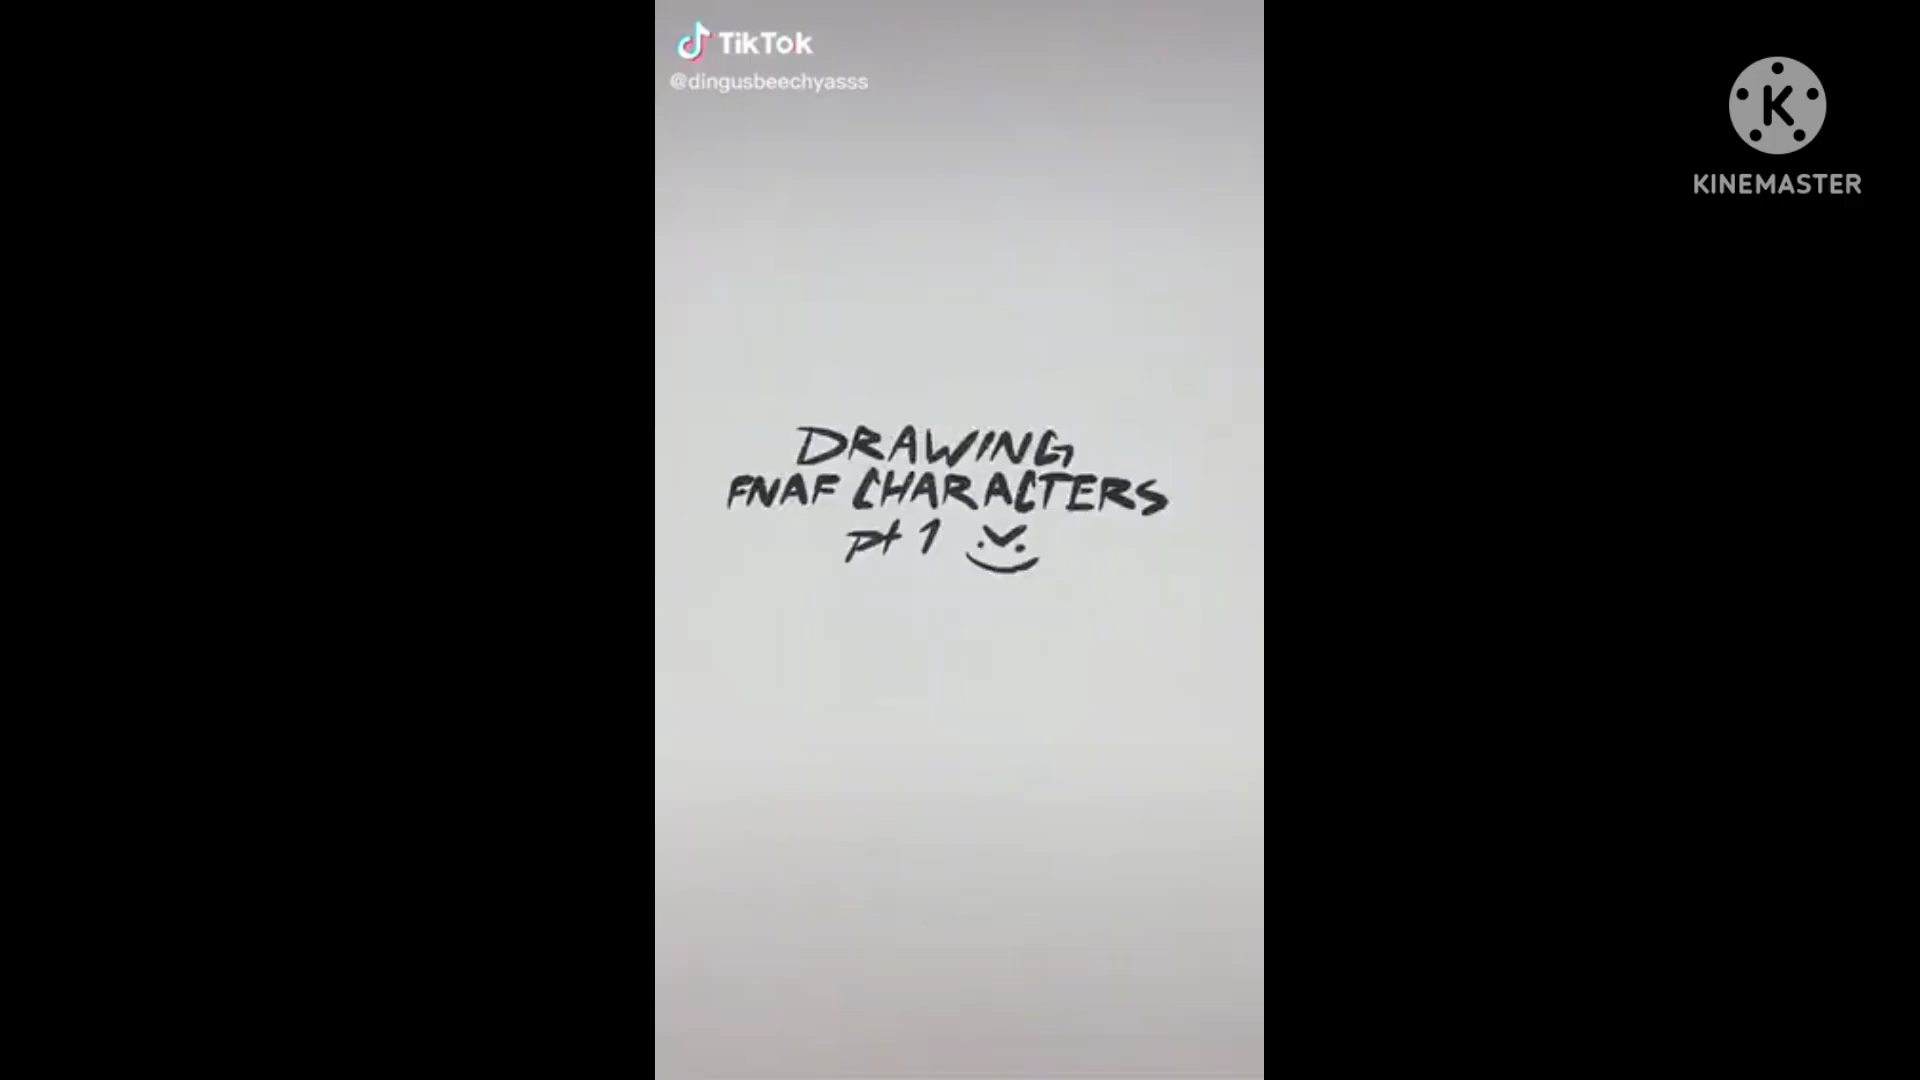 TikTok
@dingusbeechyasss
K
KINEMASTER
DRAWING
FNAF CHARACTERS
pt 1